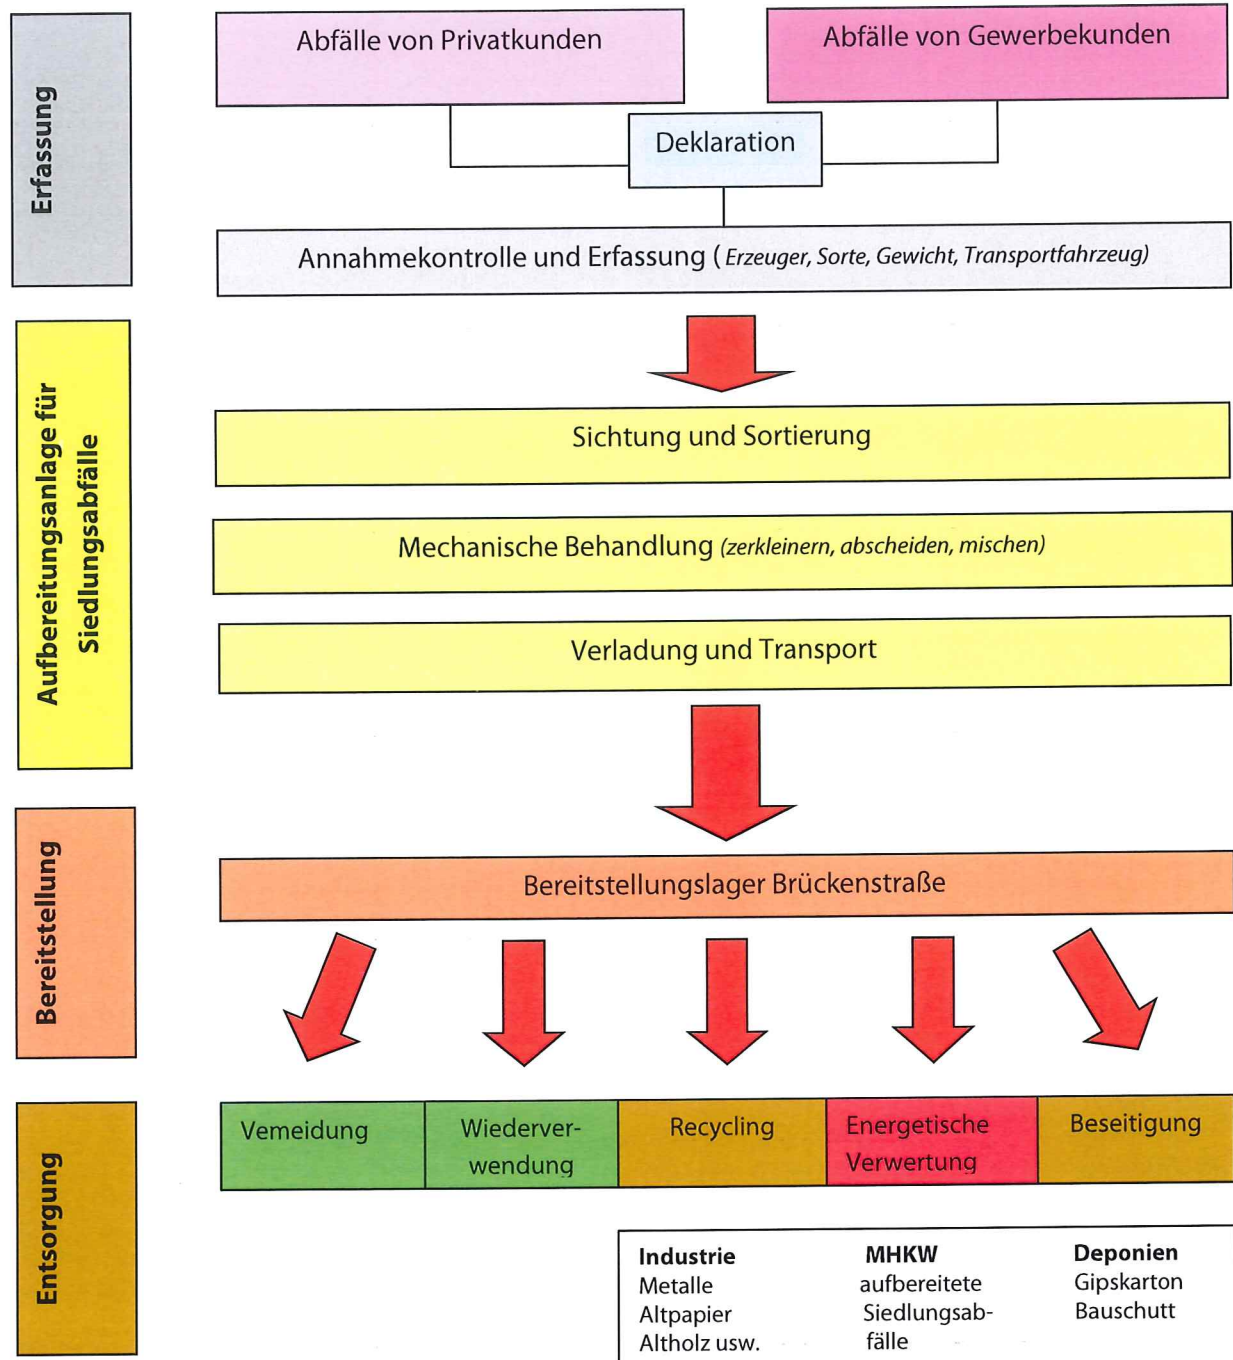 Erfassung
Abfälle von Privatkunden
Abfälle von Gewerbekunden
Deklaration
Annahmekontrolle und Erfassung ( Erzeuger, Sorte, Gewicht, Transportfahrzeug)
Aufbereitungsanlage für
Siedlungsabfälle
Sichtung und Sortierung
Mechanische Behandlung (zerkleinern, abscheiden, mischen)
Verladung und Transport
Bereitstellung
Bereitstellungslager Brückenstraße
Entsorgung
Vemeidung
Wiederver-
wendung
Recycling
Energetische
Verwertung
Beseitigung
Industrie
Metalle
Altpapier
Altholz usw.
MHKW
aufbereitete
Siedlungsab-
fälle
Deponien
Gipskarton
Bauschutt